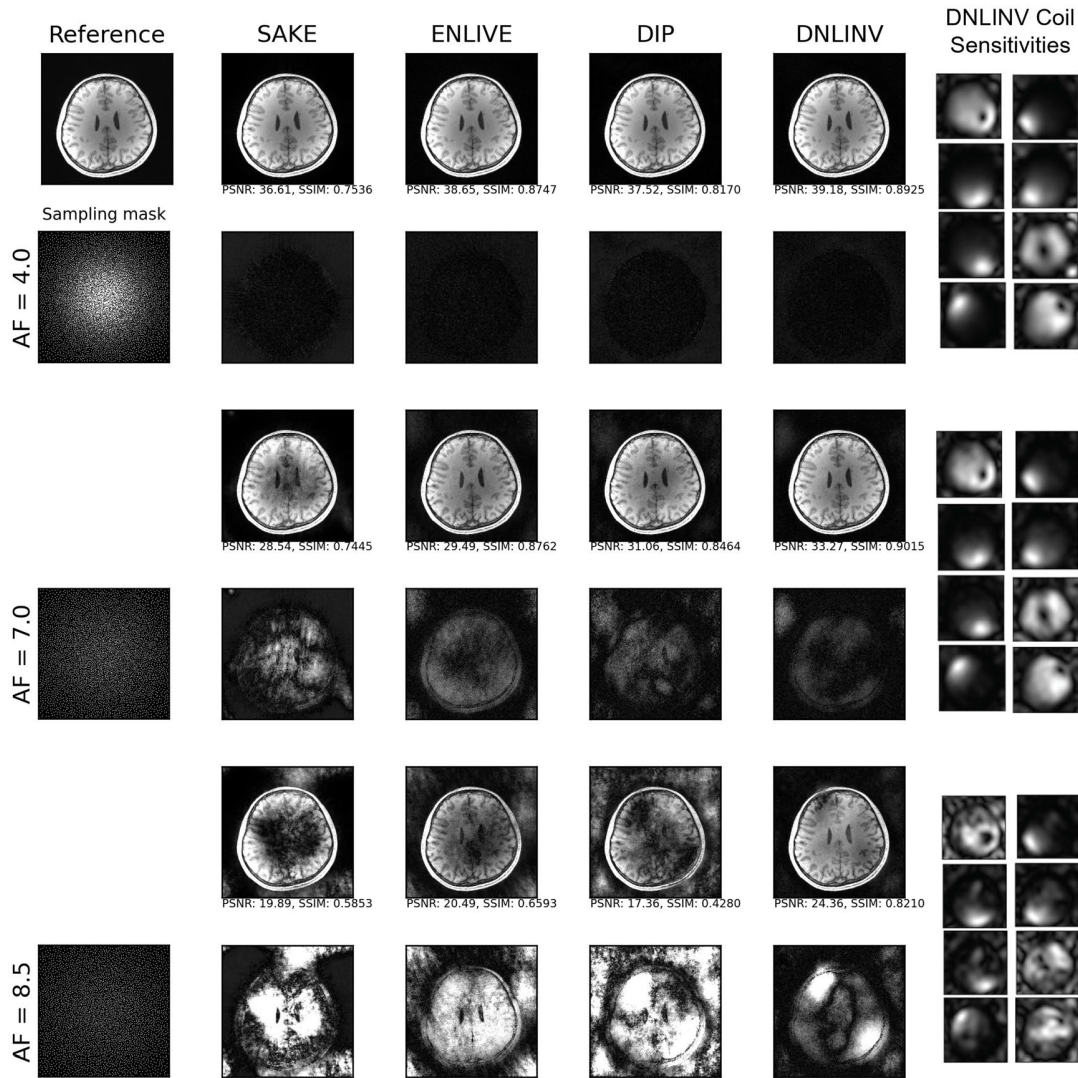 Reference
SAKE
ENLIVE
DIP
DNLINV
DNLINV Coil
Sensitivities
PSNR: 36.61, SSIM: 0.7536
PSNR: 38.65, SSIM: 0.8747
PSNR: 37.52, SSIM: 0.8170
PSNR: 39.18, SSIM: 0.8925
Sampling mask
AF = 4.0
PSNR: 28.54, SSIM: 0.7445
PSNR: 29.49, SSIM: 0.8762
PSNR: 31.06, SSIM: 0.8464
PSNR: 33.27, SSIM: 0.9015
AF = 7.0
PSNR: 19.89, SSIM: 0.5853
PSNR: 20.49, SSIM: 0.6593
PSNR: 17.36, SSIM: 0.4280
PSNR: 24.36, SSIM: 0.8210
AF = 8.5